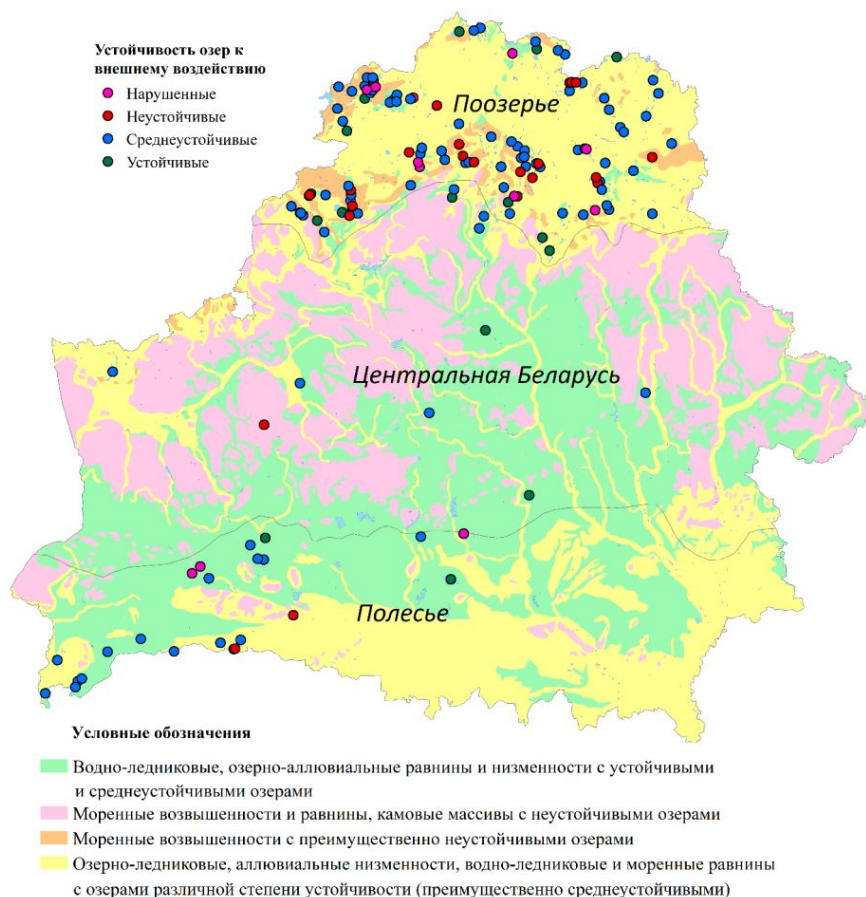 Устойчивость озер к
внешнему воздействию
Нарушенные
Неустойчивые
Среднеустойчивые
Устойчивые
Поозерье
Центральная Беларусь
Полесье
Условные обозначения
Водно-ледниковые, озерно-аллювиальные равнины и низменности с устойчивыми
и среднеустойчивыми озерами
Моренные возвышенности и равнины, камовые массивы с неустойчивыми озерами
Моренные возвышенности с преимущественно неустойчивыми озерами
Озерно-ледниковые, аллювиальные низменности, водно-ледниковые и моренные равнины
с озерами различной степени устойчивости (преимущественно среднеустойчивыми)